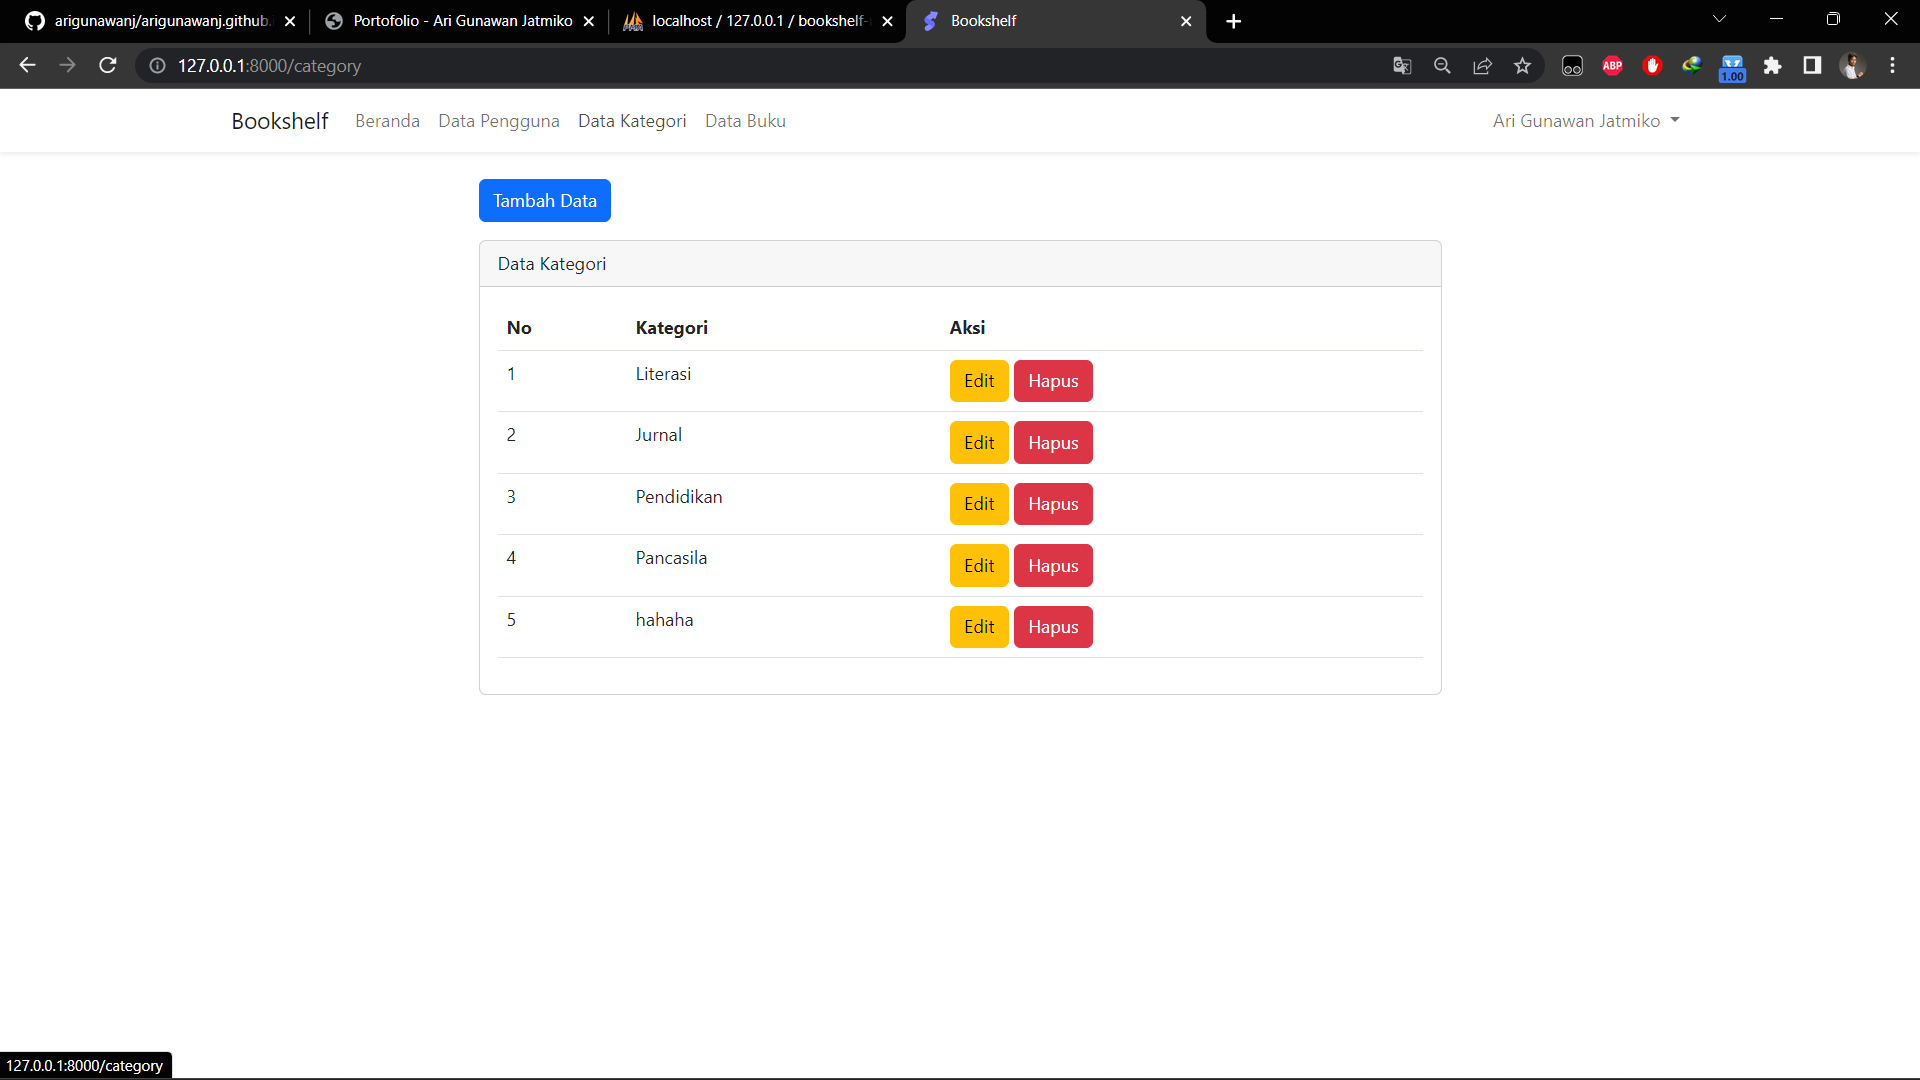 arigunawanj/arigunawanj.github.
Portofolio - Ari Gunawan Jatmiko
localhost / 127.0.0.1 / bookshelf-
Bookshelf
127.0.0.1:8000/category
ABP
1.00
Bookshelf Beranda Data Pengguna Data Kategori Data Buku Ari Gunawan Jatmiko
Tambah Data
Data Kategori
No Kategori Aksi
1 Literasi Edit Hapus
2 Jurnal Edit Hapus
3 Pendidikan Edit Hapus
4 Pancasila Edit Hapus
5 hahaha Edit Hapus
127.0.0.1:8000/category